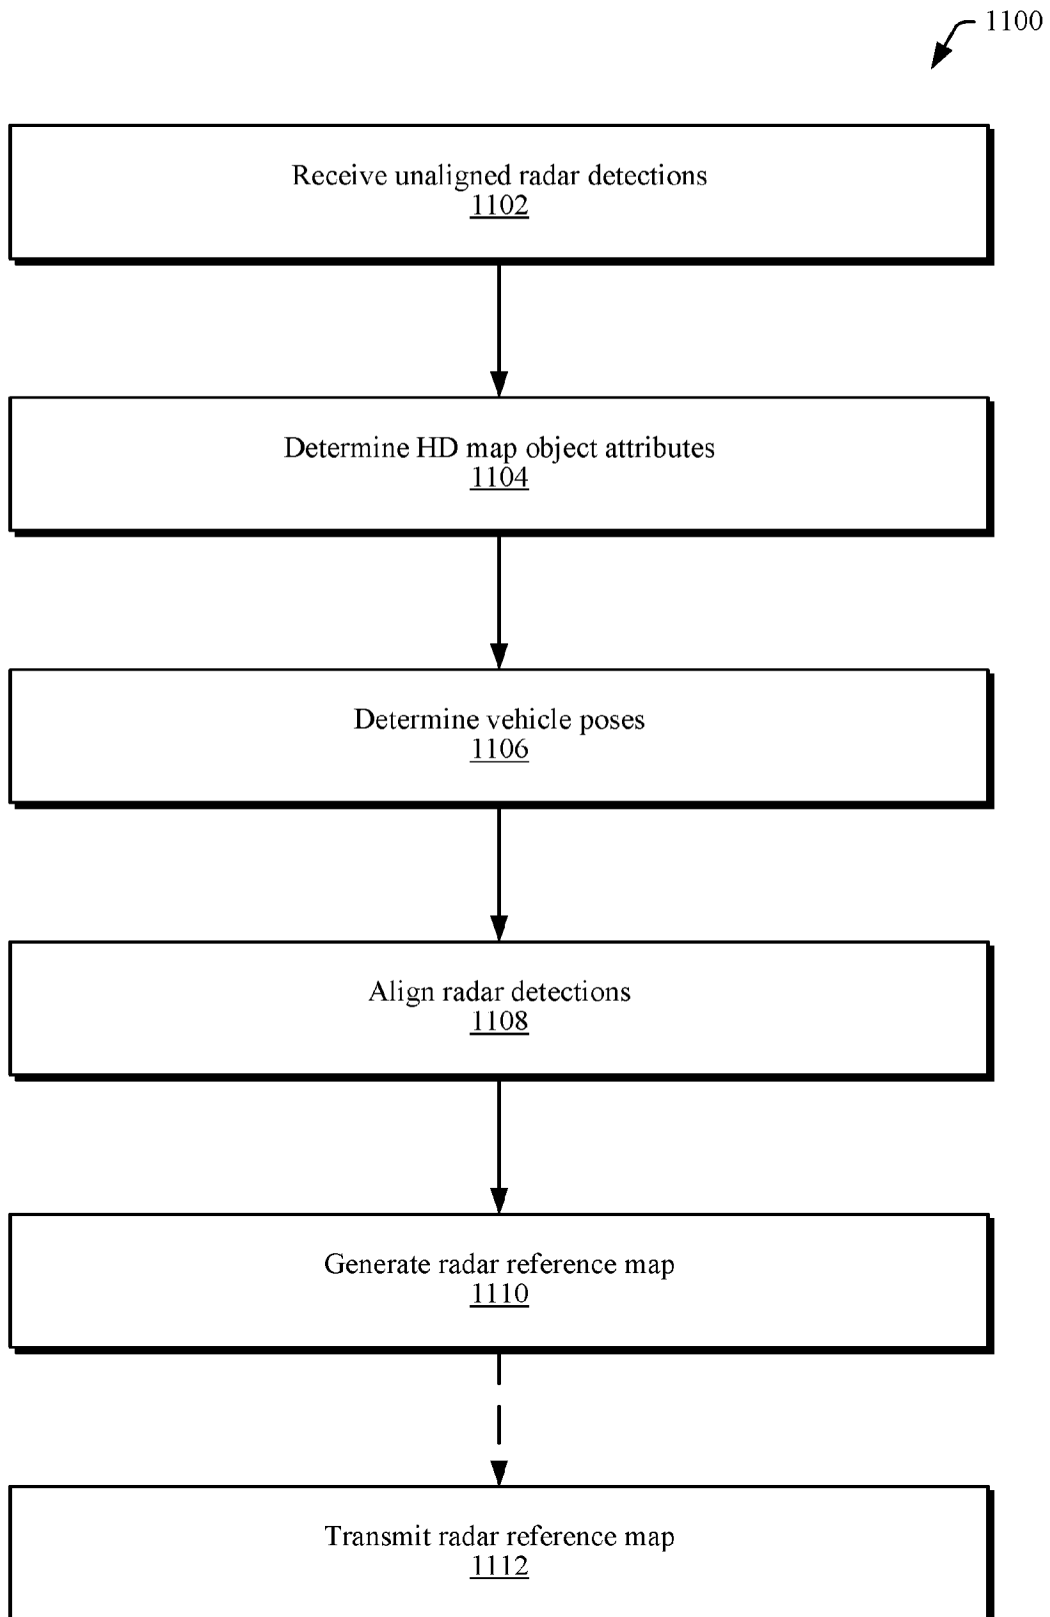 1100
Receive unaligned radar detections
1102
Determine HD map object attributes
1104
Determine vehicle poses
1106
Align radar detections
1108
Generate radar reference map
1110
Transmit radar reference map
1112